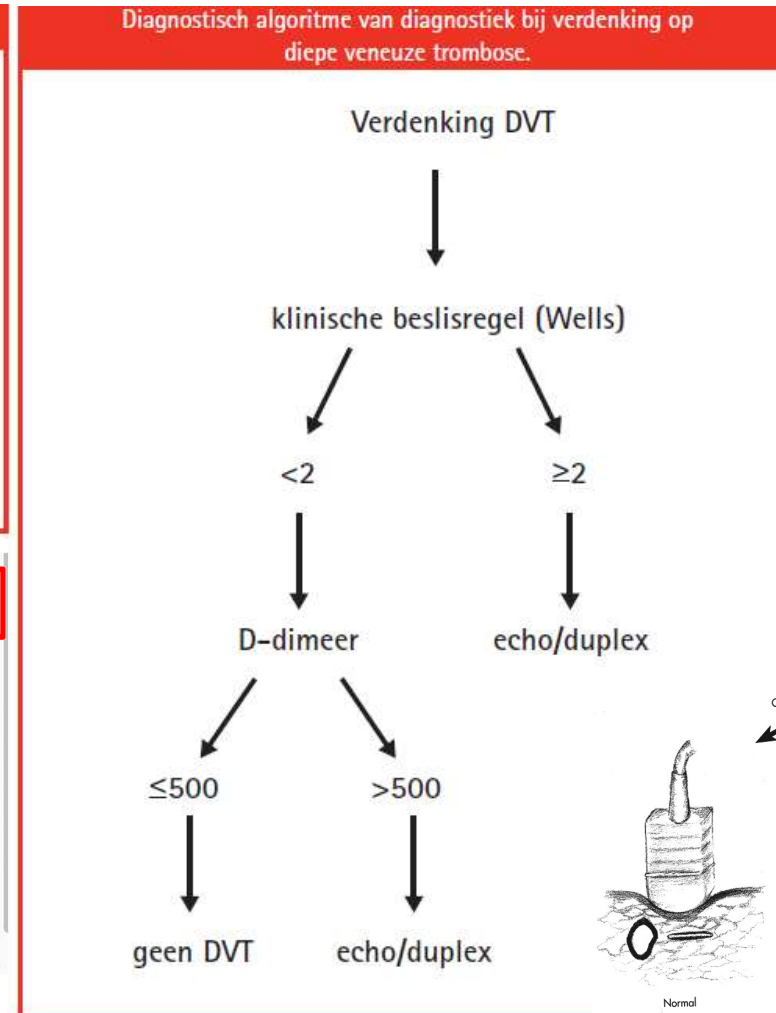 Diagnostisch algoritme van diagnostiek bij verdenking op
diepe veneuze trombose.
Verdenking DVT
klinische beslisregel (Wells)
<2 ≥2
D-dimeer echo/duplex
≤500 >500
geen DVT echo/duplex
Normal